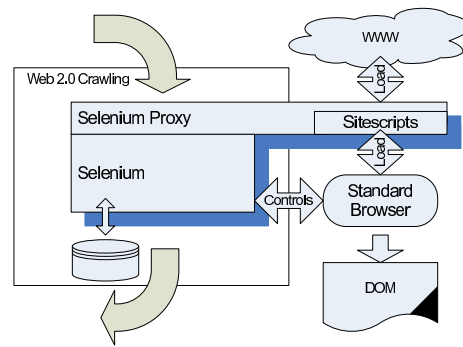 WWW
Web 2.0 Crawling
Load
Selenium Proxy
Sitescripts
Load
Selenium
Controls
Standard
Browser
DOM